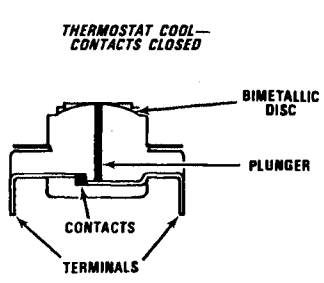 THERMOSTAT COOL—
CONTACTS CLOSED
BIMETALLIC
DISC
PLUNGER
CONTACTS
TERMINALS